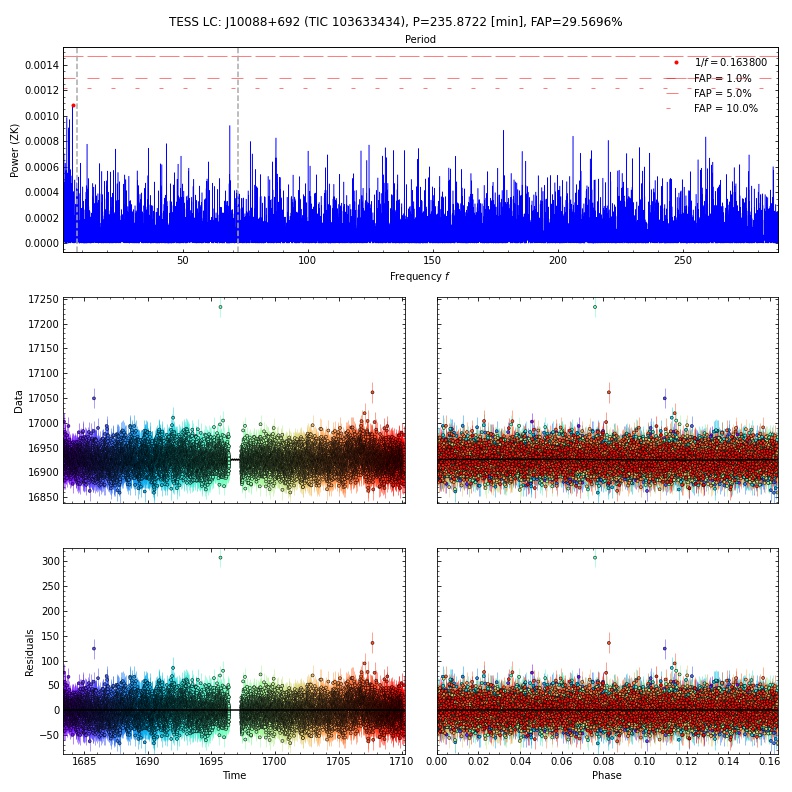 TESS LC: J10088+692 (TIC 103633434), P=235.8722 [min], FAP=29.5696%
Period
Power (ZK)
0.0014
0.0012
0.0010
0.0008
0.0006
0.0004
0.0002
0.0000
1/f = 0.163800
FAP = 1.0%
FAP = 5.0%
FAP = 10.0%
50 100 150 200 250
Frequency f
Data
17250
17200
17150
17100
17050
17000
16950
16900
16850
Residuals
300
250
200
150
100
50
0
−50
1685 1690 1695 1700 1705 1710
Time
0.00 0.02 0.04 0.06 0.08 0.10 0.12 0.14 0.16
Phase